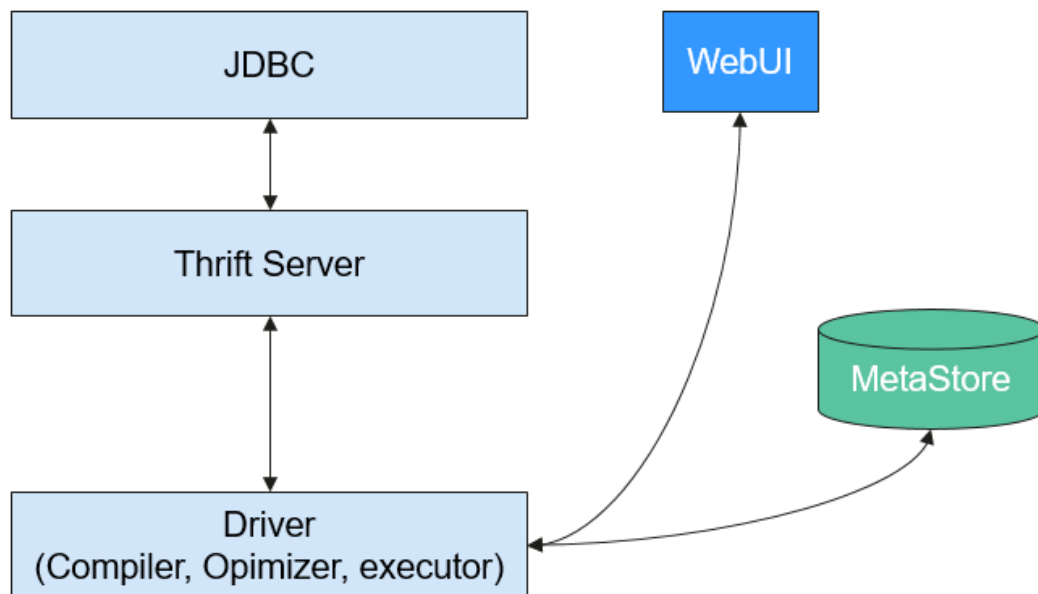 JDBC
WebUI
Thrift Server
MetaStore
Driver
(Compiler, Opimizer, executor)